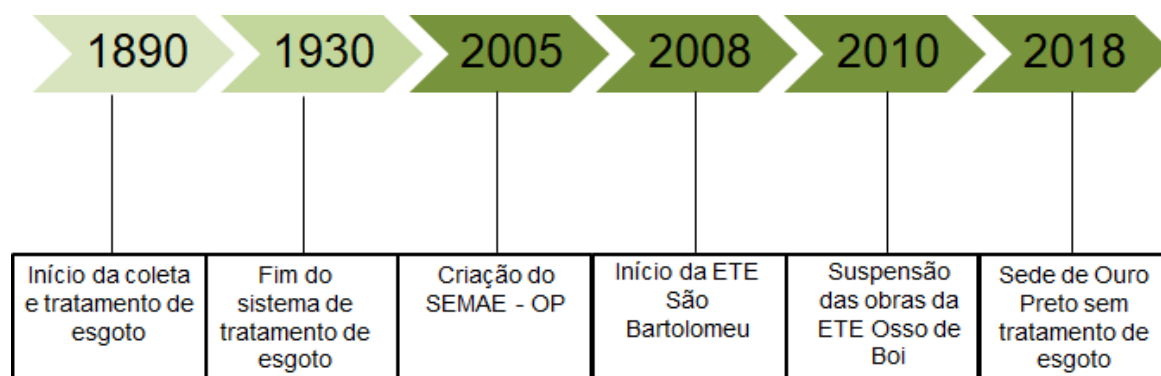 1890
1930
2005
2008
2010
2018
Início da coleta
e tratamento de
esgoto
Fim do
sistema de
tratamento de
esgoto
Criação do
SEMAE - OP
Início da ETE
São
Bartolomeu
Suspensão
das obras da
ETE Osso de
Boi
Sede de Ouro
Preto sem
tratamento de
esgoto